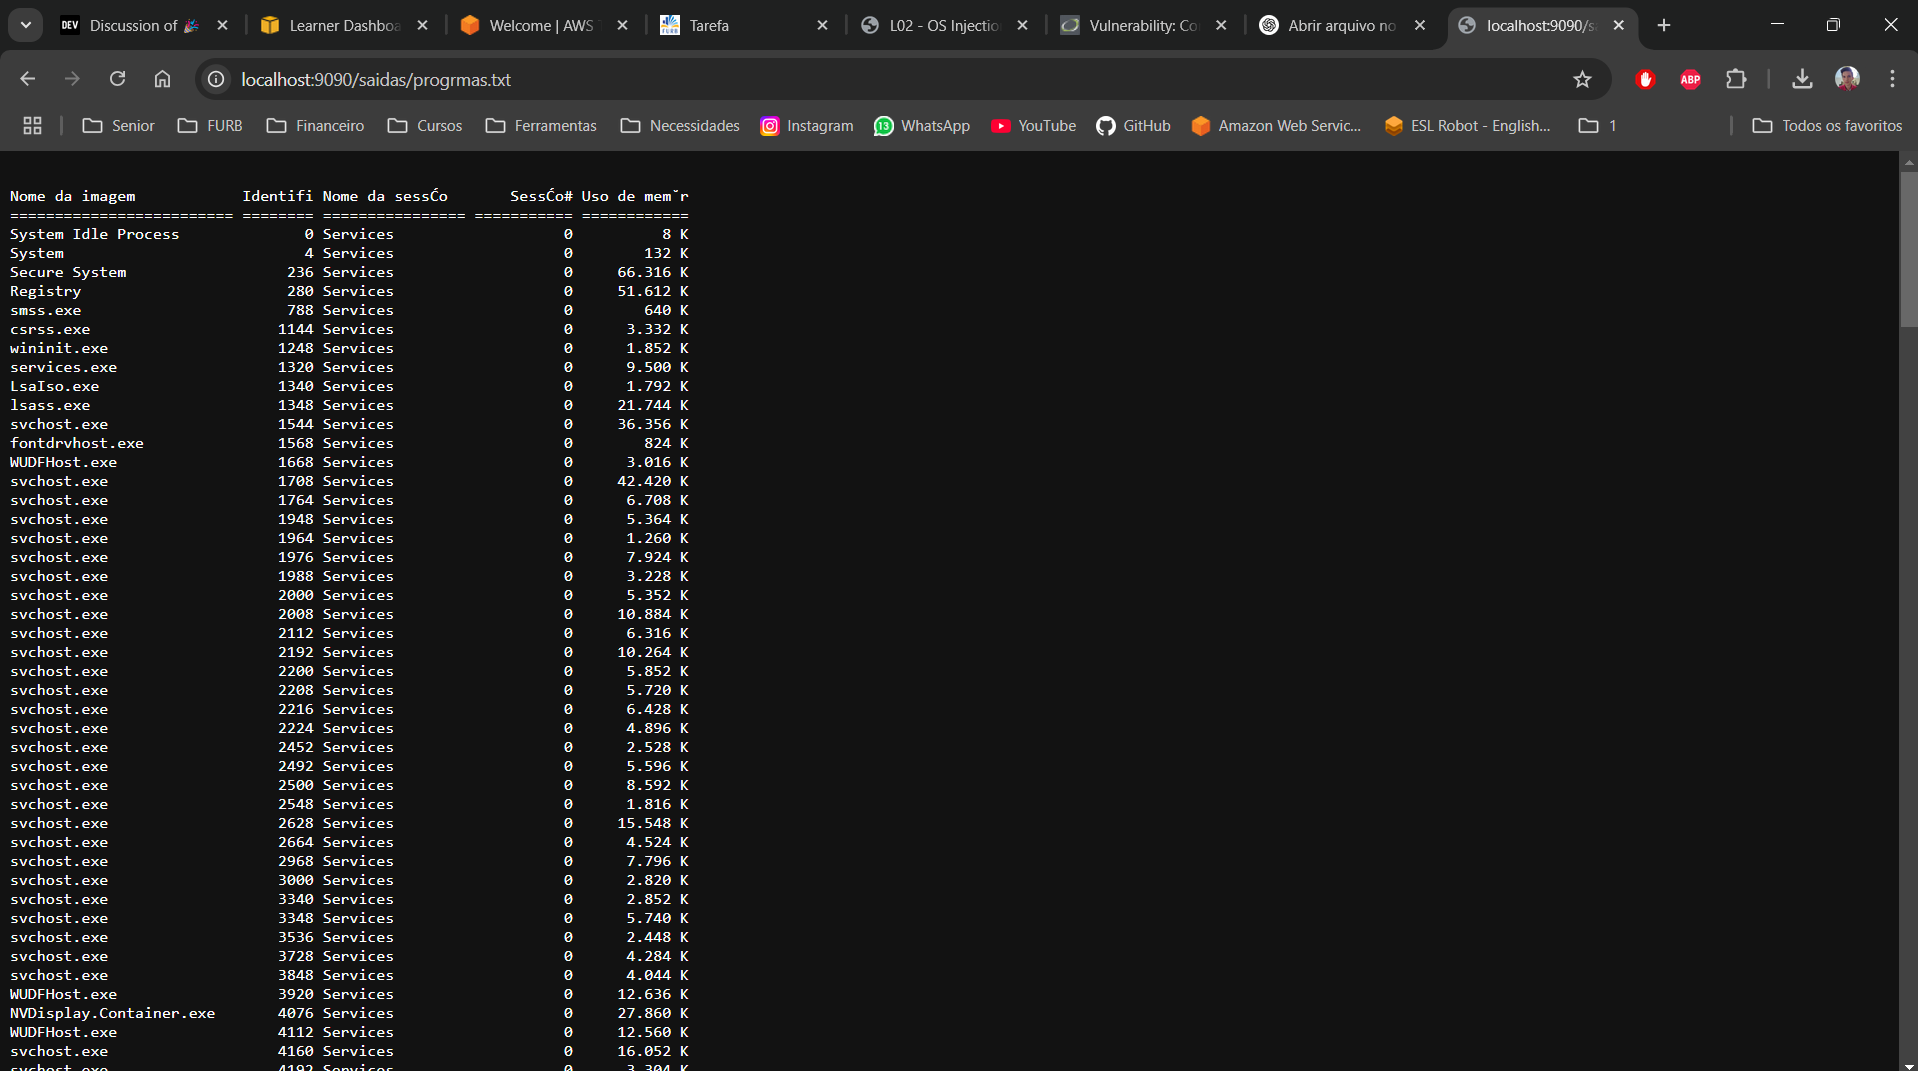 Discussion of
Learner Dashboa
Welcome | AWS
Tarefa
L02 - OS Injectio
Vulnerability: Co
Abrir arquivo no
localhost:9090/s
localhost:9090/saidas/progrmas.txt
Senior FURB Financeiro Cursos Ferramentas Necessidades Instagram WhatsApp YouTube GitHub Amazon Web Servic... ESL Robot - English... 1 Todos os favoritos
Nome da imagem Identifi Nome da sessĆo SessĆo# Uso de mem˘r
========================= ======== ================ =========== ============
System Idle Process 0 Services 0 8 K
System 4 Services 0 132 K
Secure System 236 Services 0 66.316 K
Registry 280 Services 0 51.612 K
smss.exe 788 Services 0 640 K
csrss.exe 1144 Services 0 3.332 K
wininit.exe 1248 Services 0 1.852 K
services.exe 1320 Services 0 9.500 K
LsaIso.exe 1340 Services 0 1.792 K
lsass.exe 1348 Services 0 21.744 K
svchost.exe 1544 Services 0 36.356 K
fontdrvhost.exe 1568 Services 0 824 K
WUDFHost.exe 1668 Services 0 3.016 K
svchost.exe 1708 Services 0 42.420 K
svchost.exe 1764 Services 0 6.708 K
svchost.exe 1948 Services 0 5.364 K
svchost.exe 1964 Services 0 1.260 K
svchost.exe 1976 Services 0 7.924 K
svchost.exe 1988 Services 0 3.228 K
svchost.exe 2000 Services 0 5.352 K
svchost.exe 2008 Services 0 10.884 K
svchost.exe 2112 Services 0 6.316 K
svchost.exe 2192 Services 0 10.264 K
svchost.exe 2200 Services 0 5.852 K
svchost.exe 2208 Services 0 5.720 K
svchost.exe 2216 Services 0 6.428 K
svchost.exe 2224 Services 0 4.896 K
svchost.exe 2452 Services 0 2.528 K
svchost.exe 2492 Services 0 5.596 K
svchost.exe 2500 Services 0 8.592 K
svchost.exe 2548 Services 0 1.816 K
svchost.exe 2628 Services 0 15.548 K
svchost.exe 2664 Services 0 4.524 K
svchost.exe 2968 Services 0 7.796 K
svchost.exe 3000 Services 0 2.820 K
svchost.exe 3340 Services 0 2.852 K
svchost.exe 3348 Services 0 5.740 K
svchost.exe 3536 Services 0 2.448 K
svchost.exe 3728 Services 0 4.284 K
svchost.exe 3848 Services 0 4.044 K
WUDFHost.exe 3920 Services 0 12.636 K
NVDisplay.Container.exe 4076 Services 0 27.860 K
WUDFHost.exe 4112 Services 0 12.560 K
svchost.exe 4160 Services 0 16.052 K
svchost.exe 4192 Services 0 3.304 K